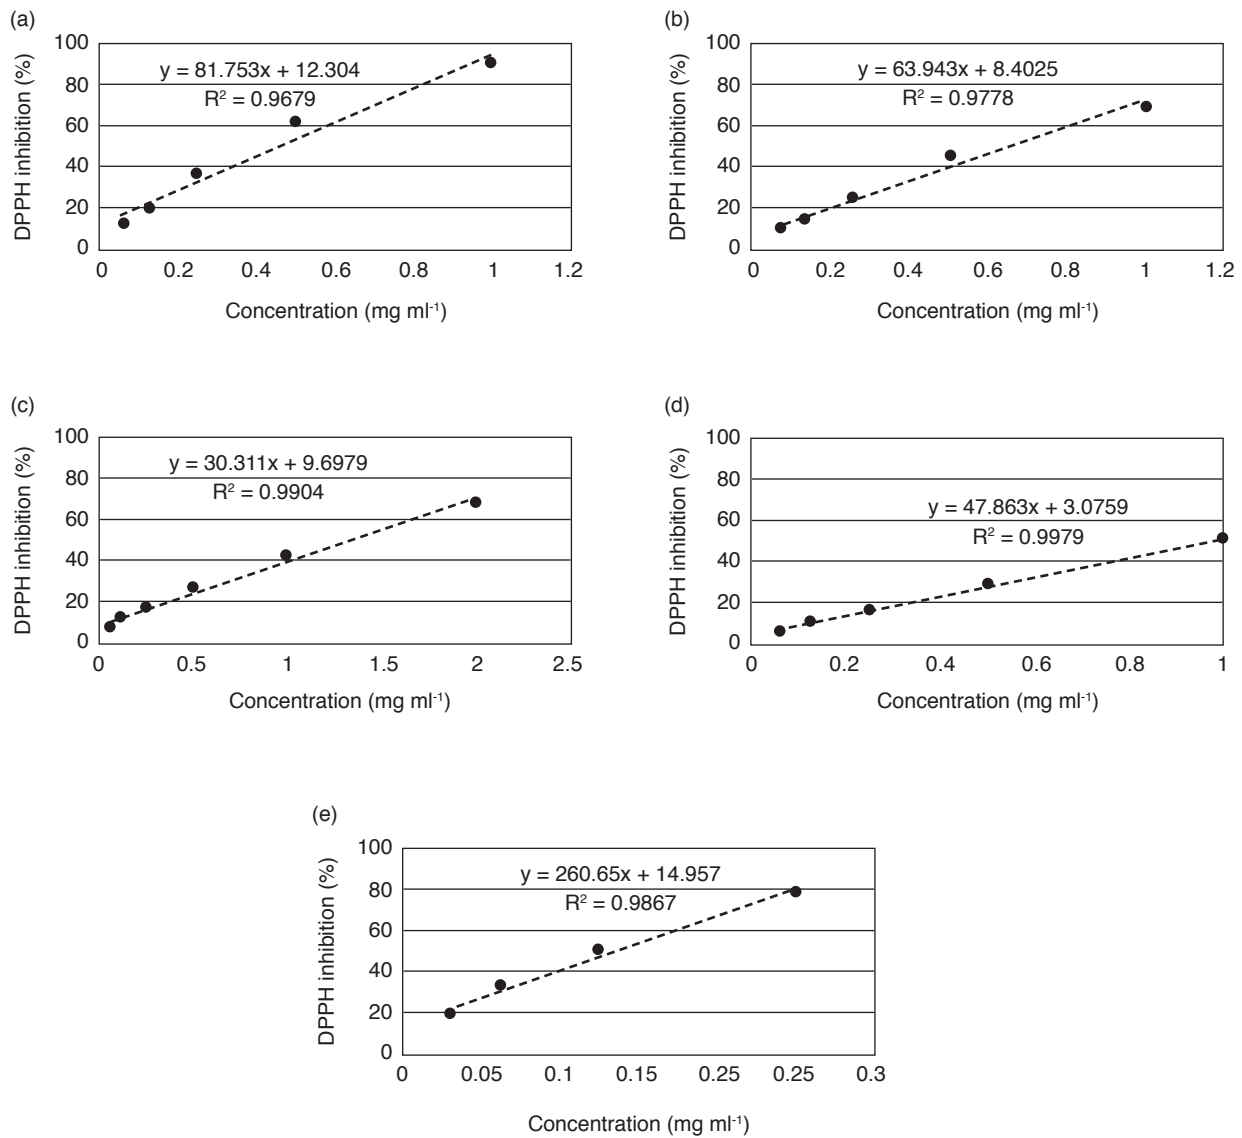 (a)
100
80
60
40
20
0
DPPH inhibition (%)
y = 81.753x + 12.304
R² = 0.9679
0 0.2 0.4 0.6 0.8 1 1.2
Concentration (mg ml⁻¹)
(b)
100
80
60
40
20
0
DPPH inhibition (%)
y = 63.943x + 8.4025
R² = 0.9778
0 0.2 0.4 0.6 0.8 1 1.2
Concentration (mg ml⁻¹)
(c)
100
80
60
40
20
0
DPPH inhibition (%)
y = 30.311x + 9.6979
R² = 0.9904
0 0.5 1 1.5 2 2.5
Concentration (mg ml⁻¹)
(d)
100
80
60
40
20
0
DPPH inhibition (%)
y = 47.863x + 3.0759
R² = 0.9979
0 0.2 0.4 0.6 0.8 1
Concentration (mg ml⁻¹)
(e)
100
80
60
40
20
0
DPPH inhibition (%)
y = 260.65x + 14.957
R² = 0.9867
0 0.05 0.1 0.15 0.25 0.25 0.3
Concentration (mg ml⁻¹)